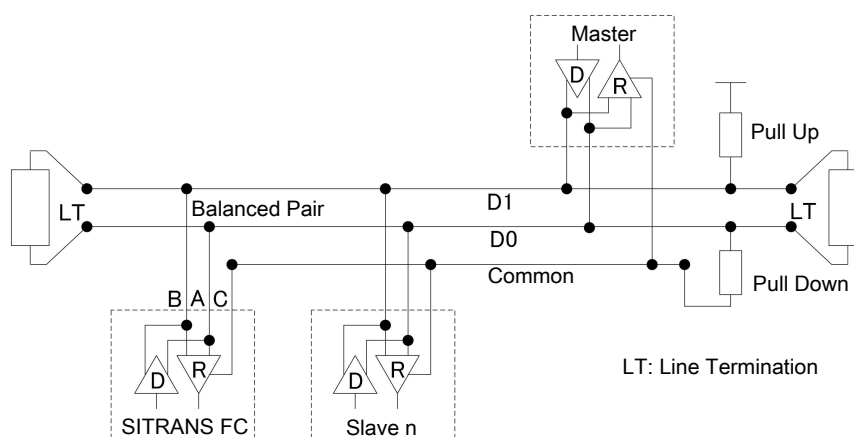 Master
D
R
Pull Up
LT
Balanced Pair
D1
LT
D0
Common
B A C
Pull Down
D
R
D
R
LT: Line Termination
SITRANS FC
Slave n